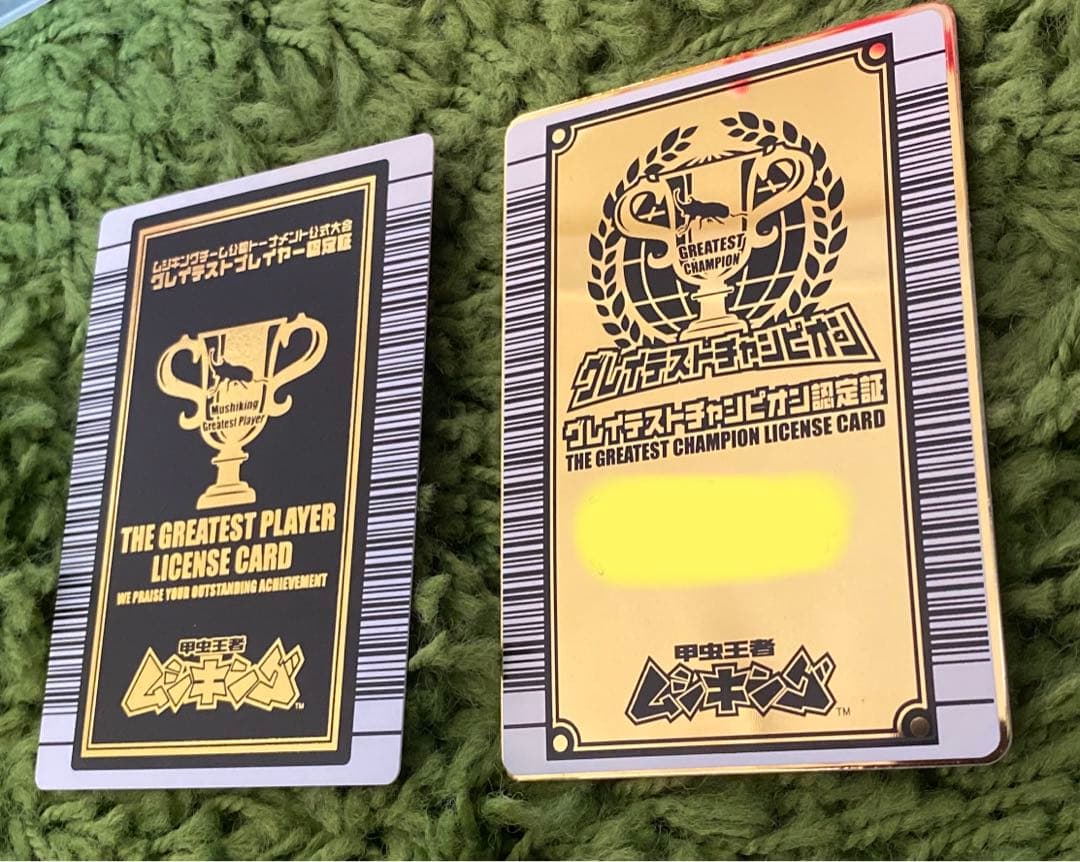 ムシキングチーム公認トーナメント公式大会
グレイテストプレイヤー認定証
Mushiking
Greatest Player
THE GREATEST PLAYER
LICENSE CARD
WE PRAISE YOUR OUTSTANDING ACHIEVEMENT
甲虫王者
ムシキング
TM
GREATEST
CHAMPION
グレイテストチャンピオン
グレイテストチャンピオン認定証
THE GREATEST CHAMPION LICENSE CARD
甲虫王者
ムシキング
TM